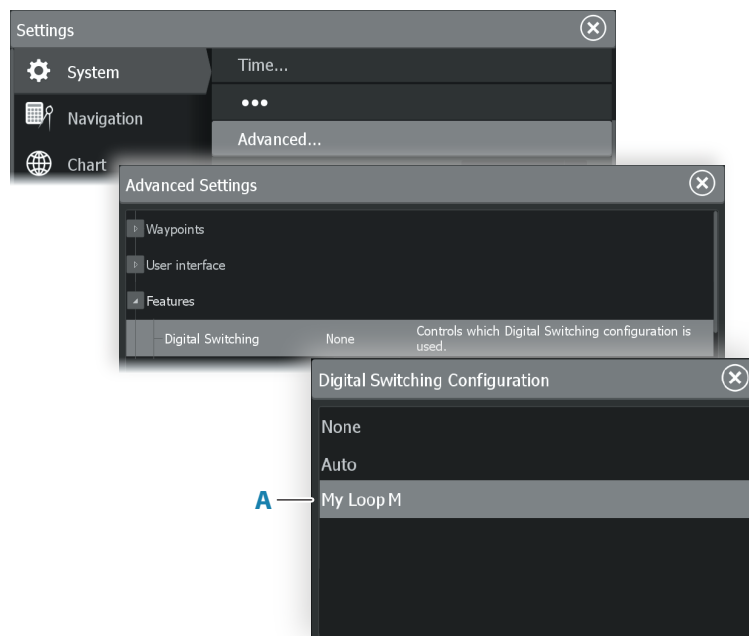 Settings
System
Time...
Navigation
•••
Chart
Advanced...
Advanced Settings
Waypoints
User interface
Features
Digital Switching
None
Controls which Digital Switching configuration is
used.
Digital Switching Configuration
None
Auto
A
My Loop M